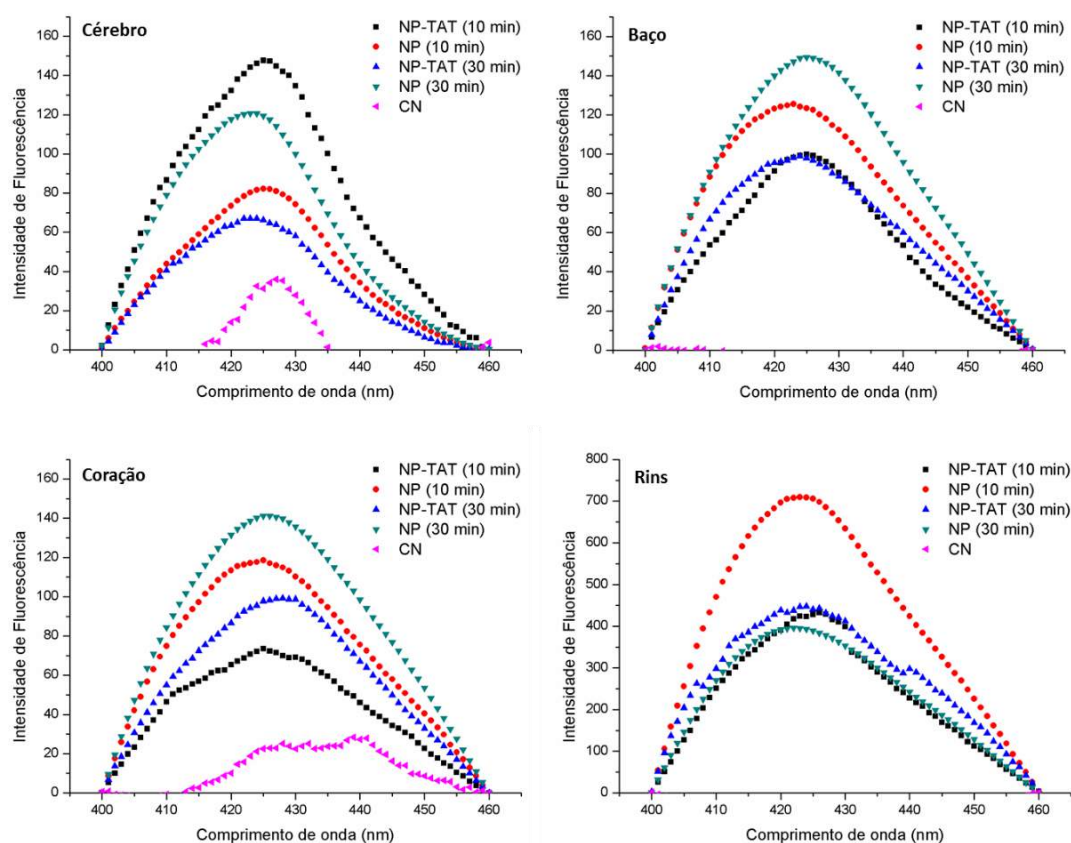 Cérebro
NP-TAT (10 min)
NP (10 min)
NP-TAT (30 min)
NP (30 min)
CN
Intensidade de Fluorescência
160
140
120
100
80
60
40
20
0
400 410 420 430 440 450 460
Comprimento de onda (nm)
Baço
NP-TAT (10 min)
NP (10 min)
NP-TAT (30 min)
NP (30 min)
CN
Intensidade de Fluorescência
160
140
120
100
80
60
40
20
0
400 410 420 430 440 450 460
Comprimento de onda (nm)
Coração
NP-TAT (10 min)
NP (10 min)
NP-TAT (30 min)
NP (30 min)
CN
Intensidade de Fluorescência
160
140
120
100
80
60
40
20
0
400 410 420 430 440 450 460
Comprimento de onda (nm)
Rins
NP-TAT (10 min)
NP (10 min)
NP-TAT (30 min)
NP (30 min)
CN
Intensidade de Fluorescência
800
700
600
500
400
300
200
100
0
400 410 420 430 440 450 460
Comprimento de onda (nm)